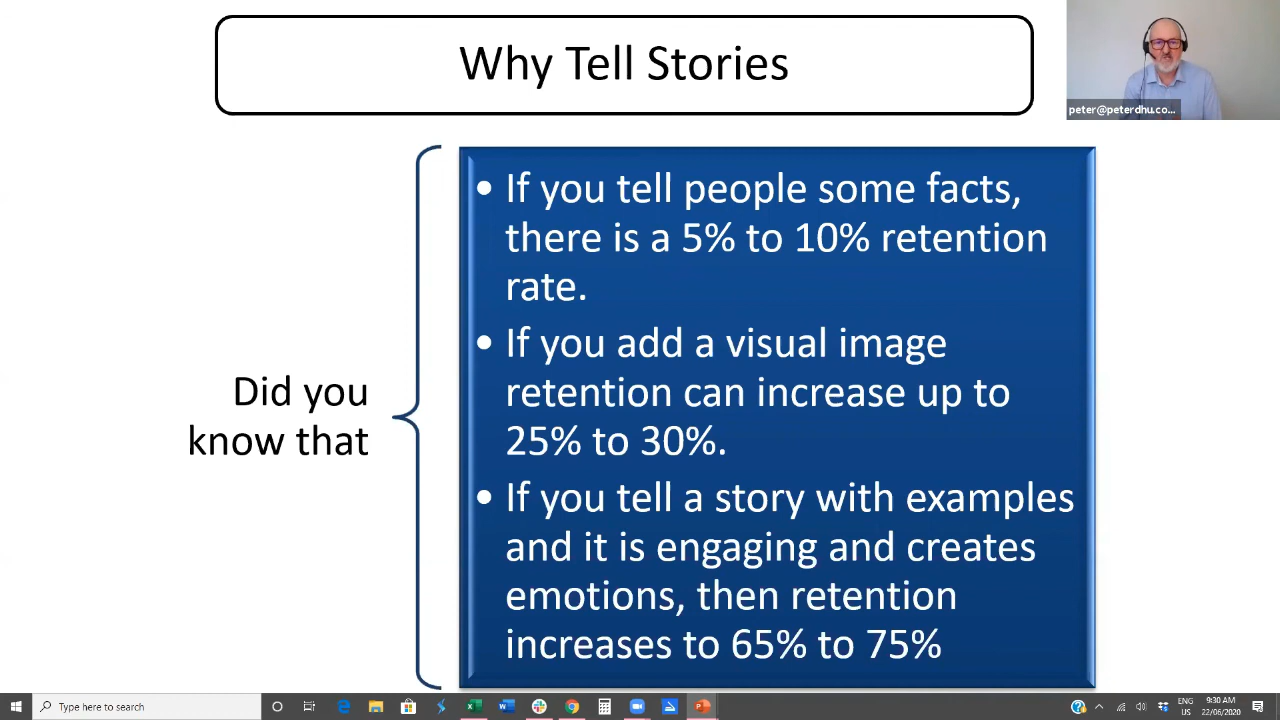 Why Tell Stories
peter@peterdhu.co...
Did you
know that
• If you tell people some facts,
there is a 5% to 10% retention
rate.
• If you add a visual image
retention can increase up to
25% to 30%.
• If you tell a story with examples
and it is engaging and creates
emotions, then retention
increases to 65% to 75%
Type here to search
ENG
US
9:30 AM
22/06/2020